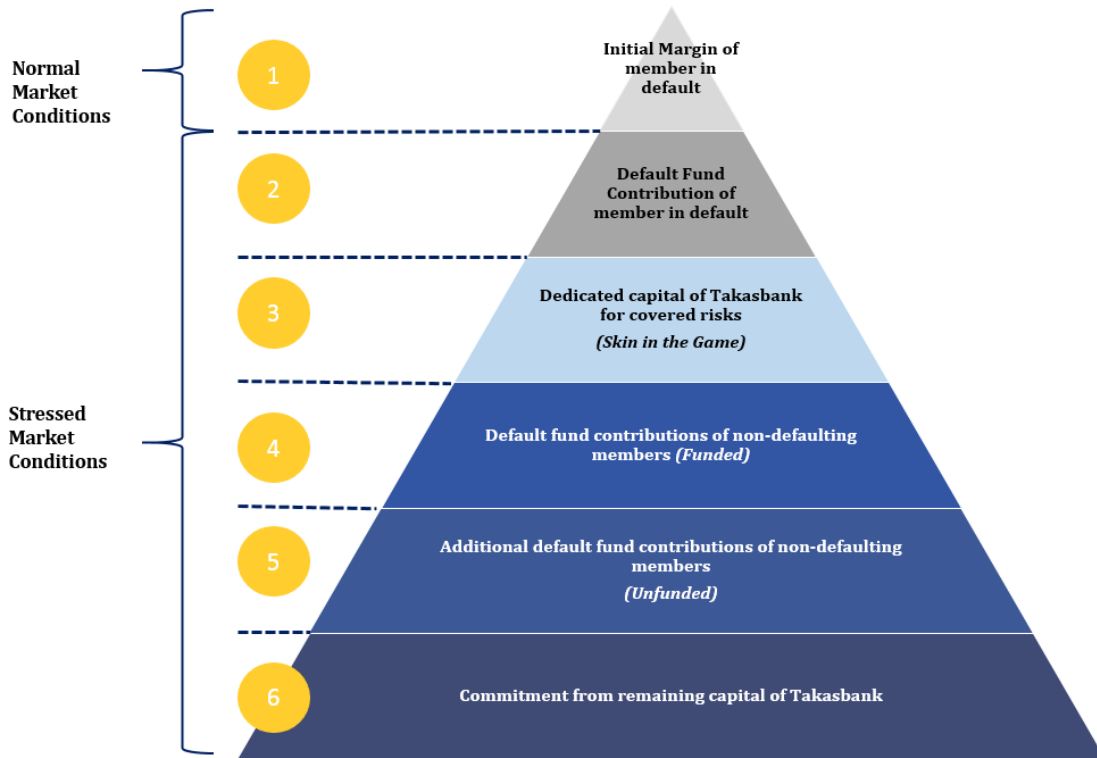 Normal
Market
Conditions
1
Initial Margin of
member in
default
2
Default Fund
Contribution of
member in default
3
Dedicated capital of Takasbank
for covered risks
(Skin in the Game)
Stressed
Market
Conditions
4
Default fund contributions of non-defaulting
members (Funded)
5
Additional default fund contributions of non-defaulting
members
(Unfunded)
6
Commitment from remaining capital of Takasbank